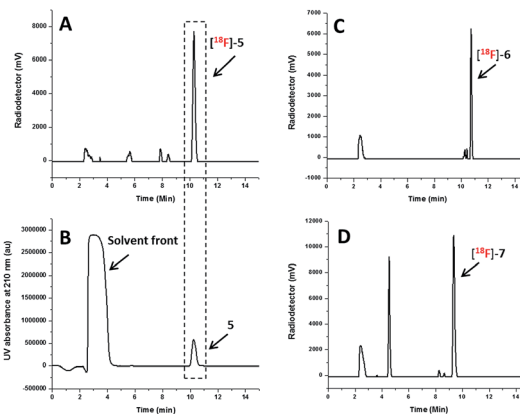 A
[18F]-5
Radiodetector (mV)
8000
6000
4000
2000
0
0 2 4 6 8 10 12 14
Time (Min)
B
Solvent front
5
UV absorbance at 210 nm (au)
3000000
2500000
2000000
1500000
1000000
500000
0
-500000
0 2 4 6 8 10 12 14
Time (min)
C
[18F]-6
Radiodetector (mV)
7000
6000
5000
4000
3000
2000
1000
0
-1000
0 2 4 6 8 10 12 14
Time (min)
D
[18F]-7
Radiodetector (mV)
12000
10000
8000
6000
4000
2000
0
0 2 4 6 8 10 12 14
Time (Min)